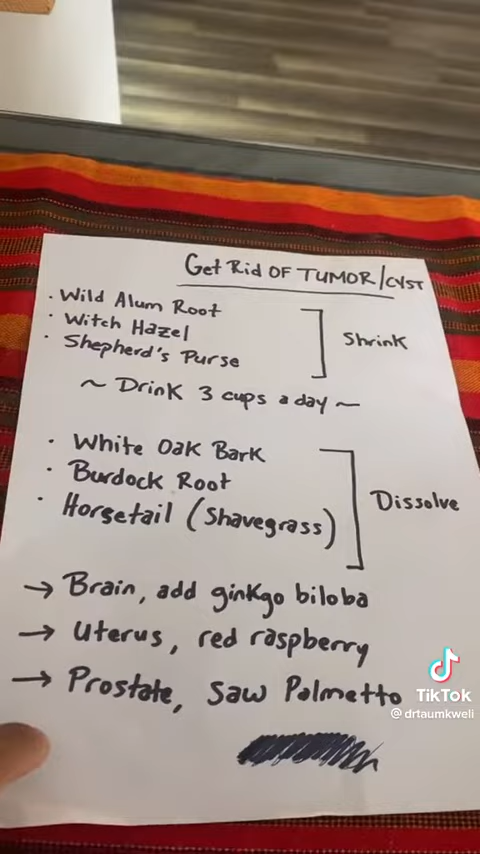 Get Rid OF TUMOR/CYST
· Wild Alum Root
· Witch Hazel
· Shepherd's Purse
Shrink
~ Drink 3 cups a day ~
· White Oak Bark
· Burdock Root
· Horsetail (Shavegrass)
Dissolve
→ Brain, add ginkgo biloba
→ Uterus, red raspberry
→ Prostate, Saw Palmetto
TikTok
@drtaumkweli